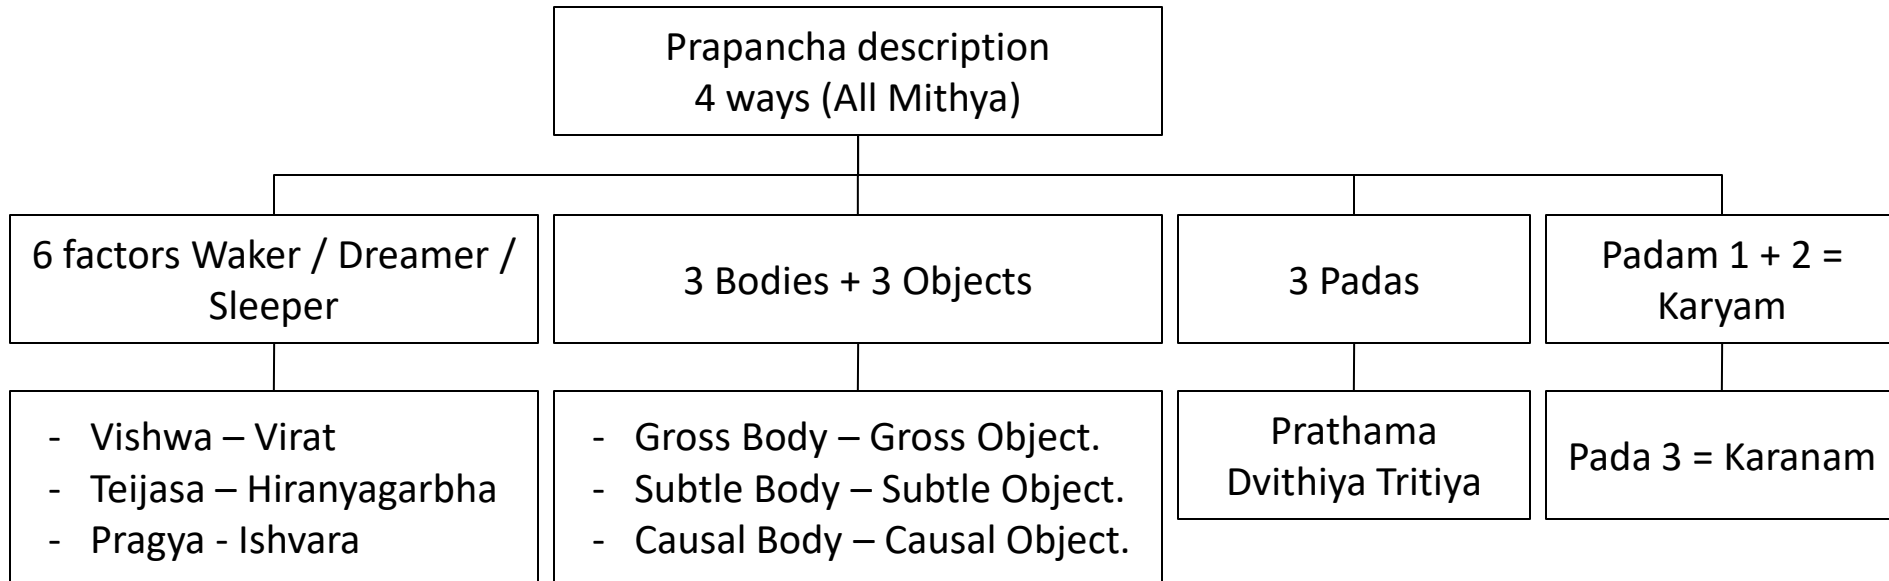 Prapancha description
4 ways (All Mithya)
6 factors Waker / Dreamer /
Sleeper
3 Bodies + 3 Objects
3 Padas
Padam 1 + 2 =
Karyam
- Vishwa – Virat
- Teijasa – Hiranyagarbha
- Pragya - Ishvara
- Gross Body – Gross Object.
- Subtle Body – Subtle Object.
- Causal Body – Causal Object.
Prathama
Dvithiya Tritiya
Pada 3 = Karanam